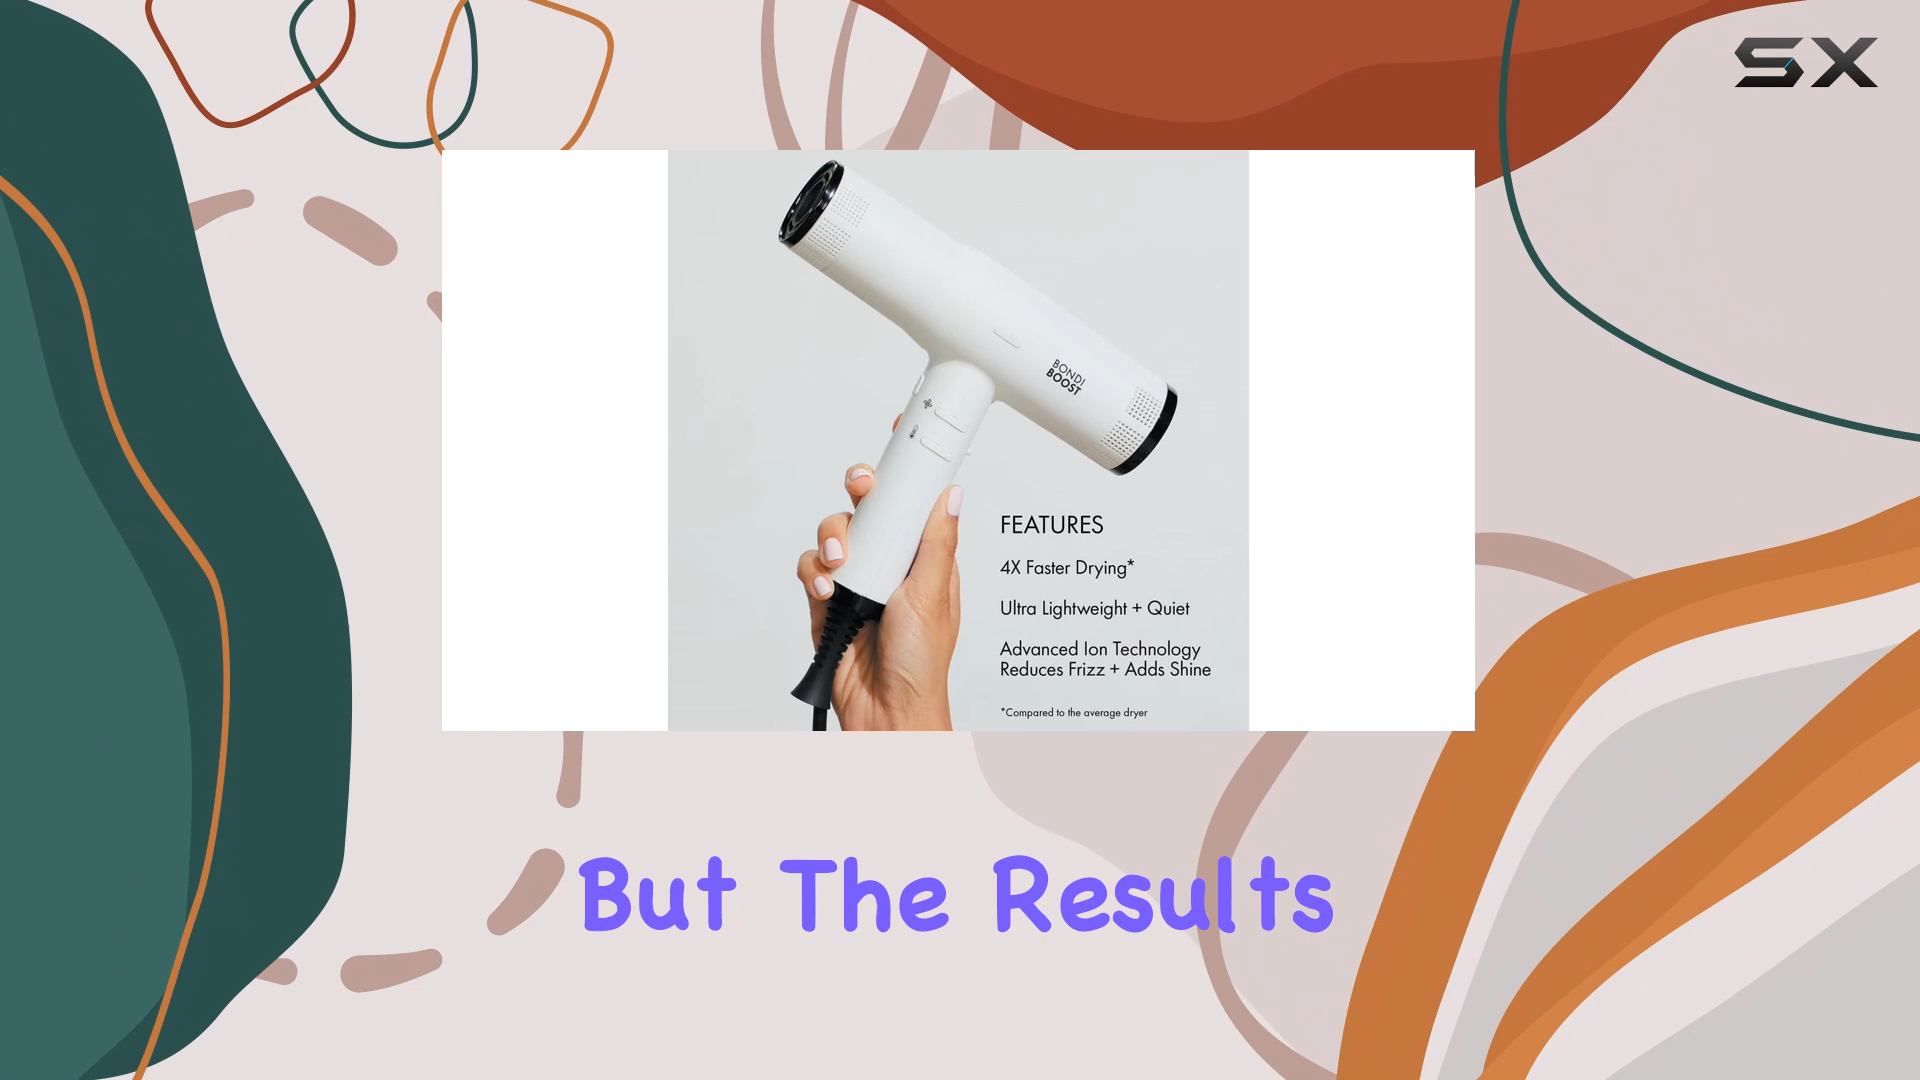 SX
BONDI
BOOST
FEATURES
4X Faster Drying*
Ultra Lightweight + Quiet
Advanced Ion Technology
Reduces Frizz + Adds Shine
*Compared to the average dryer
But The Results